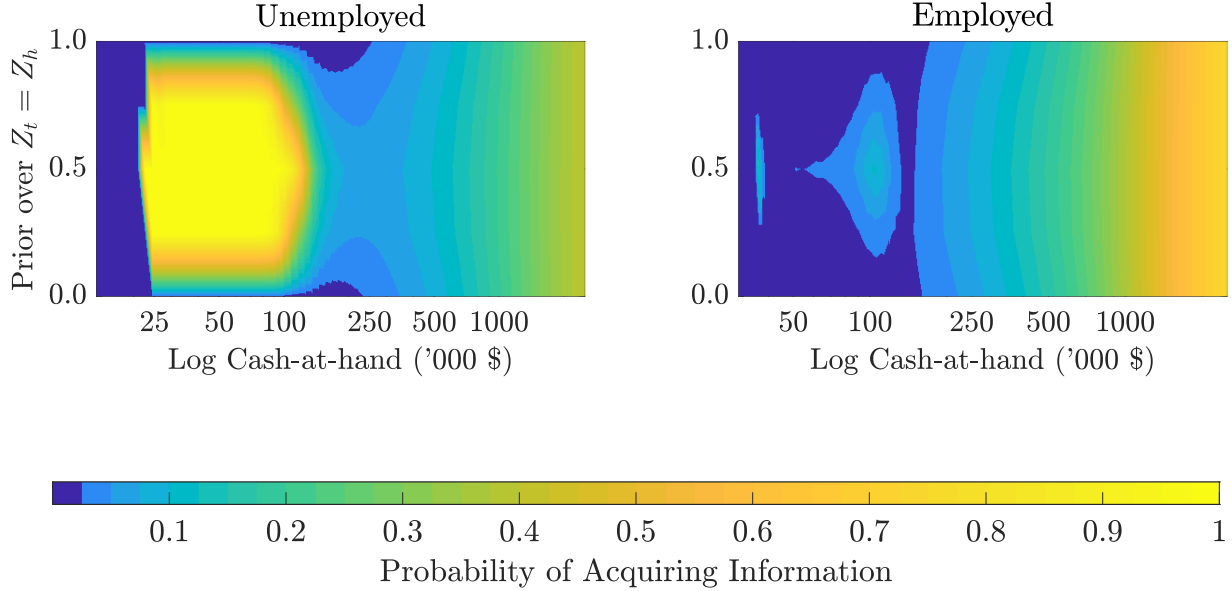 Unemployed
Employed
Prior over $Z_t = Z_h$
1.0
0.5
0.0
25 50 100 250 500 1000
Log Cash-at-hand ('000 $)
1.0
0.5
0.0
50 100 250 500 1000
Log Cash-at-hand ('000 $)
0.1 0.2 0.3 0.4 0.5 0.6 0.7 0.8 0.9 1
Probability of Acquiring Information